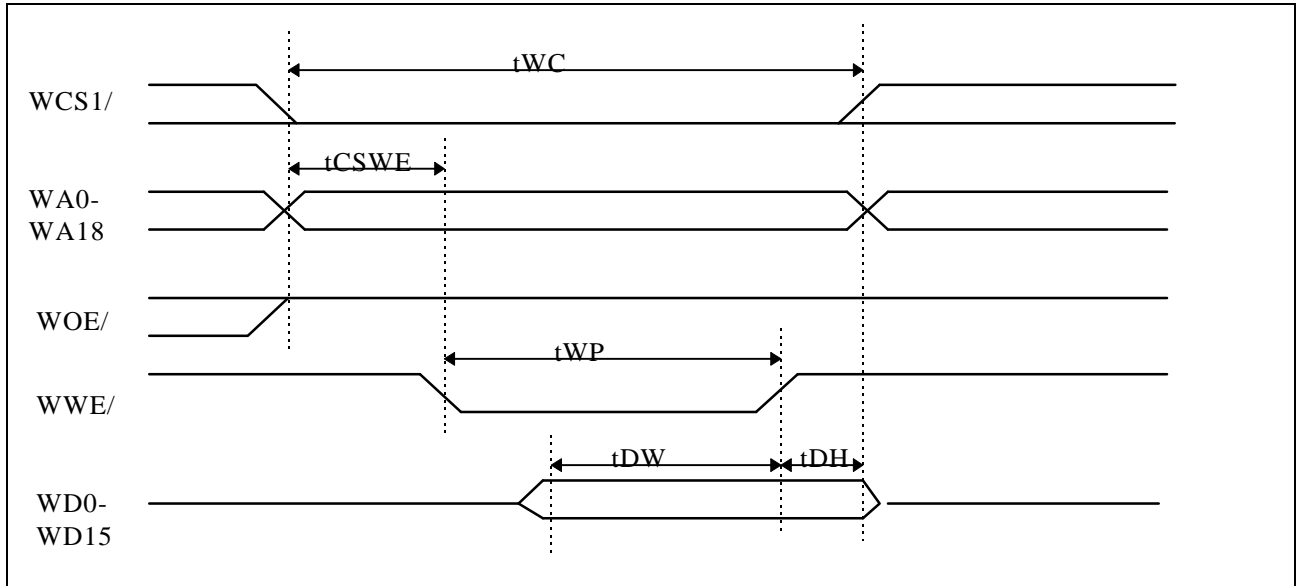 tWC
WCS1/
tCSWE
WA0-
WA18
WOE/
tWP
WWE/
tDW
tDH
WD0-
WD15